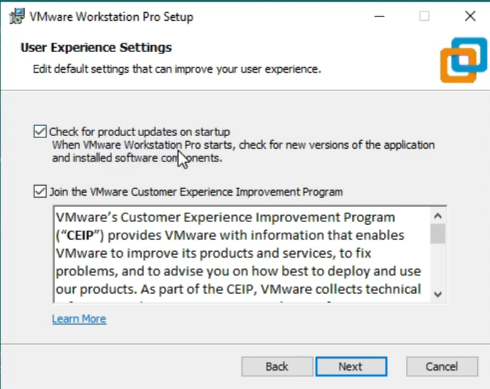 VMware Workstation Pro Setup
User Experience Settings
Edit default settings that can improve your user experience.
Check for product updates on startup
When VMware Workstation Pro starts, check for new versions of the application
and installed software components.
Join the VMware Customer Experience Improvement Program
VMware's Customer Experience Improvement Program
("CEIP") provides VMware with information that enables
VMware to improve its products and services, to fix
problems, and to advise you on how best to deploy and use
our products. As part of the CEIP, VMware collects technical
Learn More
Back
Next
Cancel